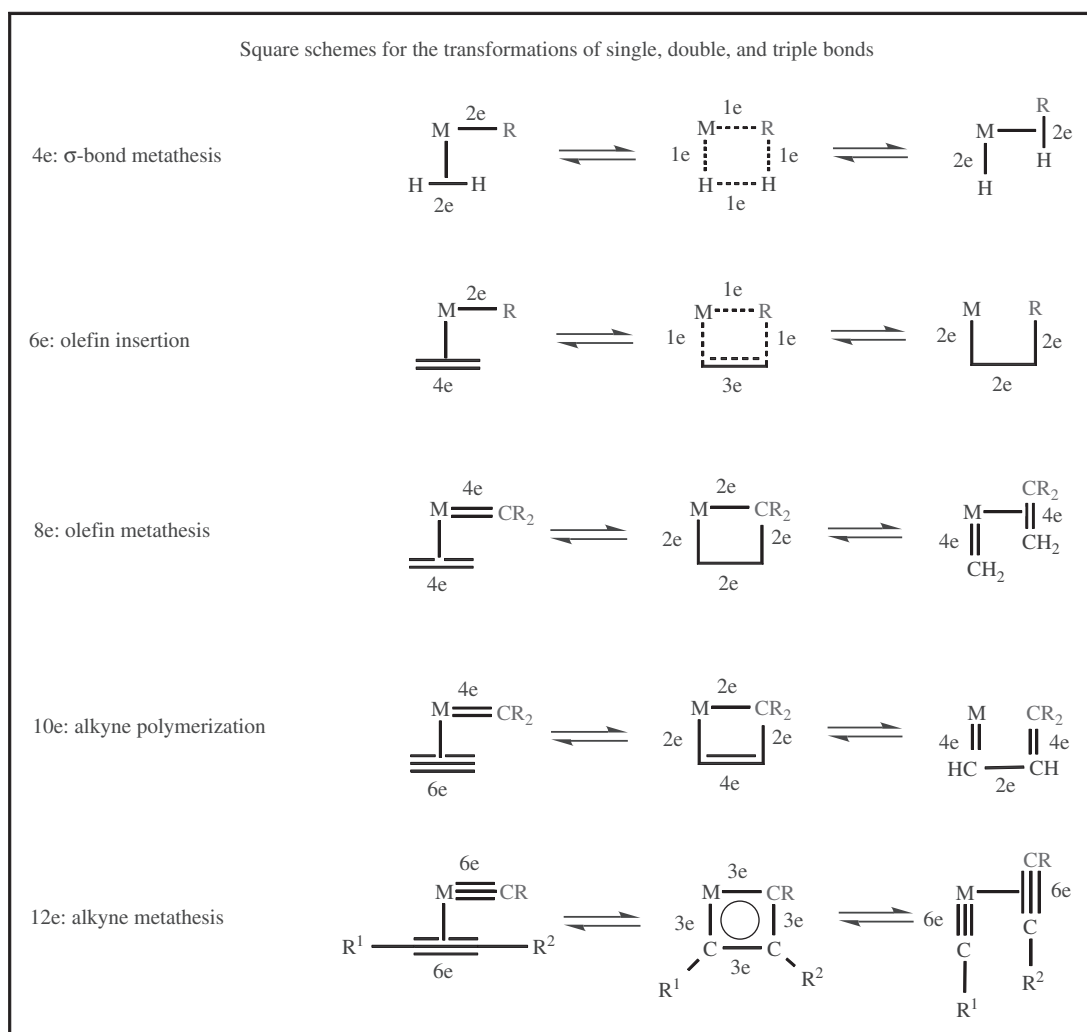 Square schemes for the transformations of single, double, and triple bonds
4e: σ-bond metathesis
2e
M
R
H
H
2e
1e
M
R
1e
1e
H
H
1e
R
M
2e
2e
H
H
6e: olefin insertion
2e
M
R
4e
1e
M
R
1e
1e
3e
M
R
2e
2e
2e
8e: olefin metathesis
4e
M
CR2
4e
2e
M
CR2
2e
2e
2e
CR2
M
4e
4e
CH2
CH2
10e: alkyne polymerization
4e
M
CR2
6e
2e
M
CR2
2e
2e
4e
M
CR2
4e
4e
HC
CH
2e
12e: alkyne metathesis
6e
M
CR
R1
R2
6e
3e
M
CR
3e
3e
C
C
3e
R1
R2
CR
M
6e
6e
C
C
R2
R1